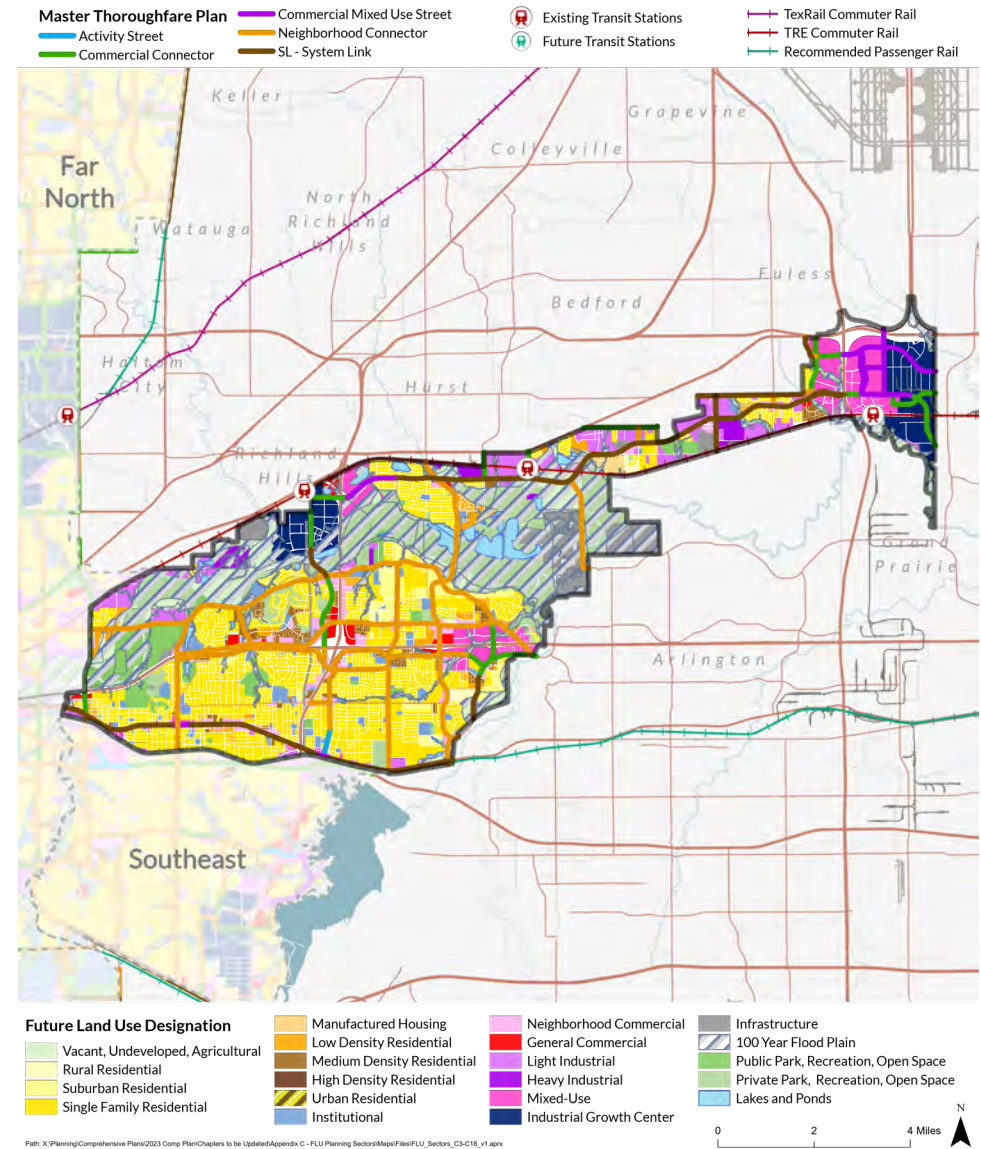 Master Thoroughfare Plan
Activity Street
Commercial Connector
Commercial Mixed Use Street
Neighborhood Connector
SL - System Link
Existing Transit Stations
Future Transit Stations
TexRail Commuter Rail
TRE Commuter Rail
Recommended Passenger Rail
Keller
Grapevine
Colleyville
Far
North
North
Richland
Hills
Watauga
Euless
Bedford
Haltom
City
Hurst
Richland
Hills
Grand
Prairie
Arlington
Southeast
Future Land Use Designation
Vacant, Undeveloped, Agricultural
Rural Residential
Suburban Residential
Single Family Residential
Manufactured Housing
Low Density Residential
Medium Density Residential
High Density Residential
Urban Residential
Institutional
Neighborhood Commercial
General Commercial
Light Industrial
Heavy Industrial
Mixed-Use
Industrial Growth Center
Infrastructure
100 Year Flood Plain
Public Park, Recreation, Open Space
Private Park, Recreation, Open Space
Lakes and Ponds
N
0 2 4 Miles
Path: X:\Planning\Comprehensive Plans\2023 Comp Plan\Chapters to be Updated\Appendix C - FLU Planning Sectors\Maps\Files\FLU_Sectors_C3-C18_v1.aprx